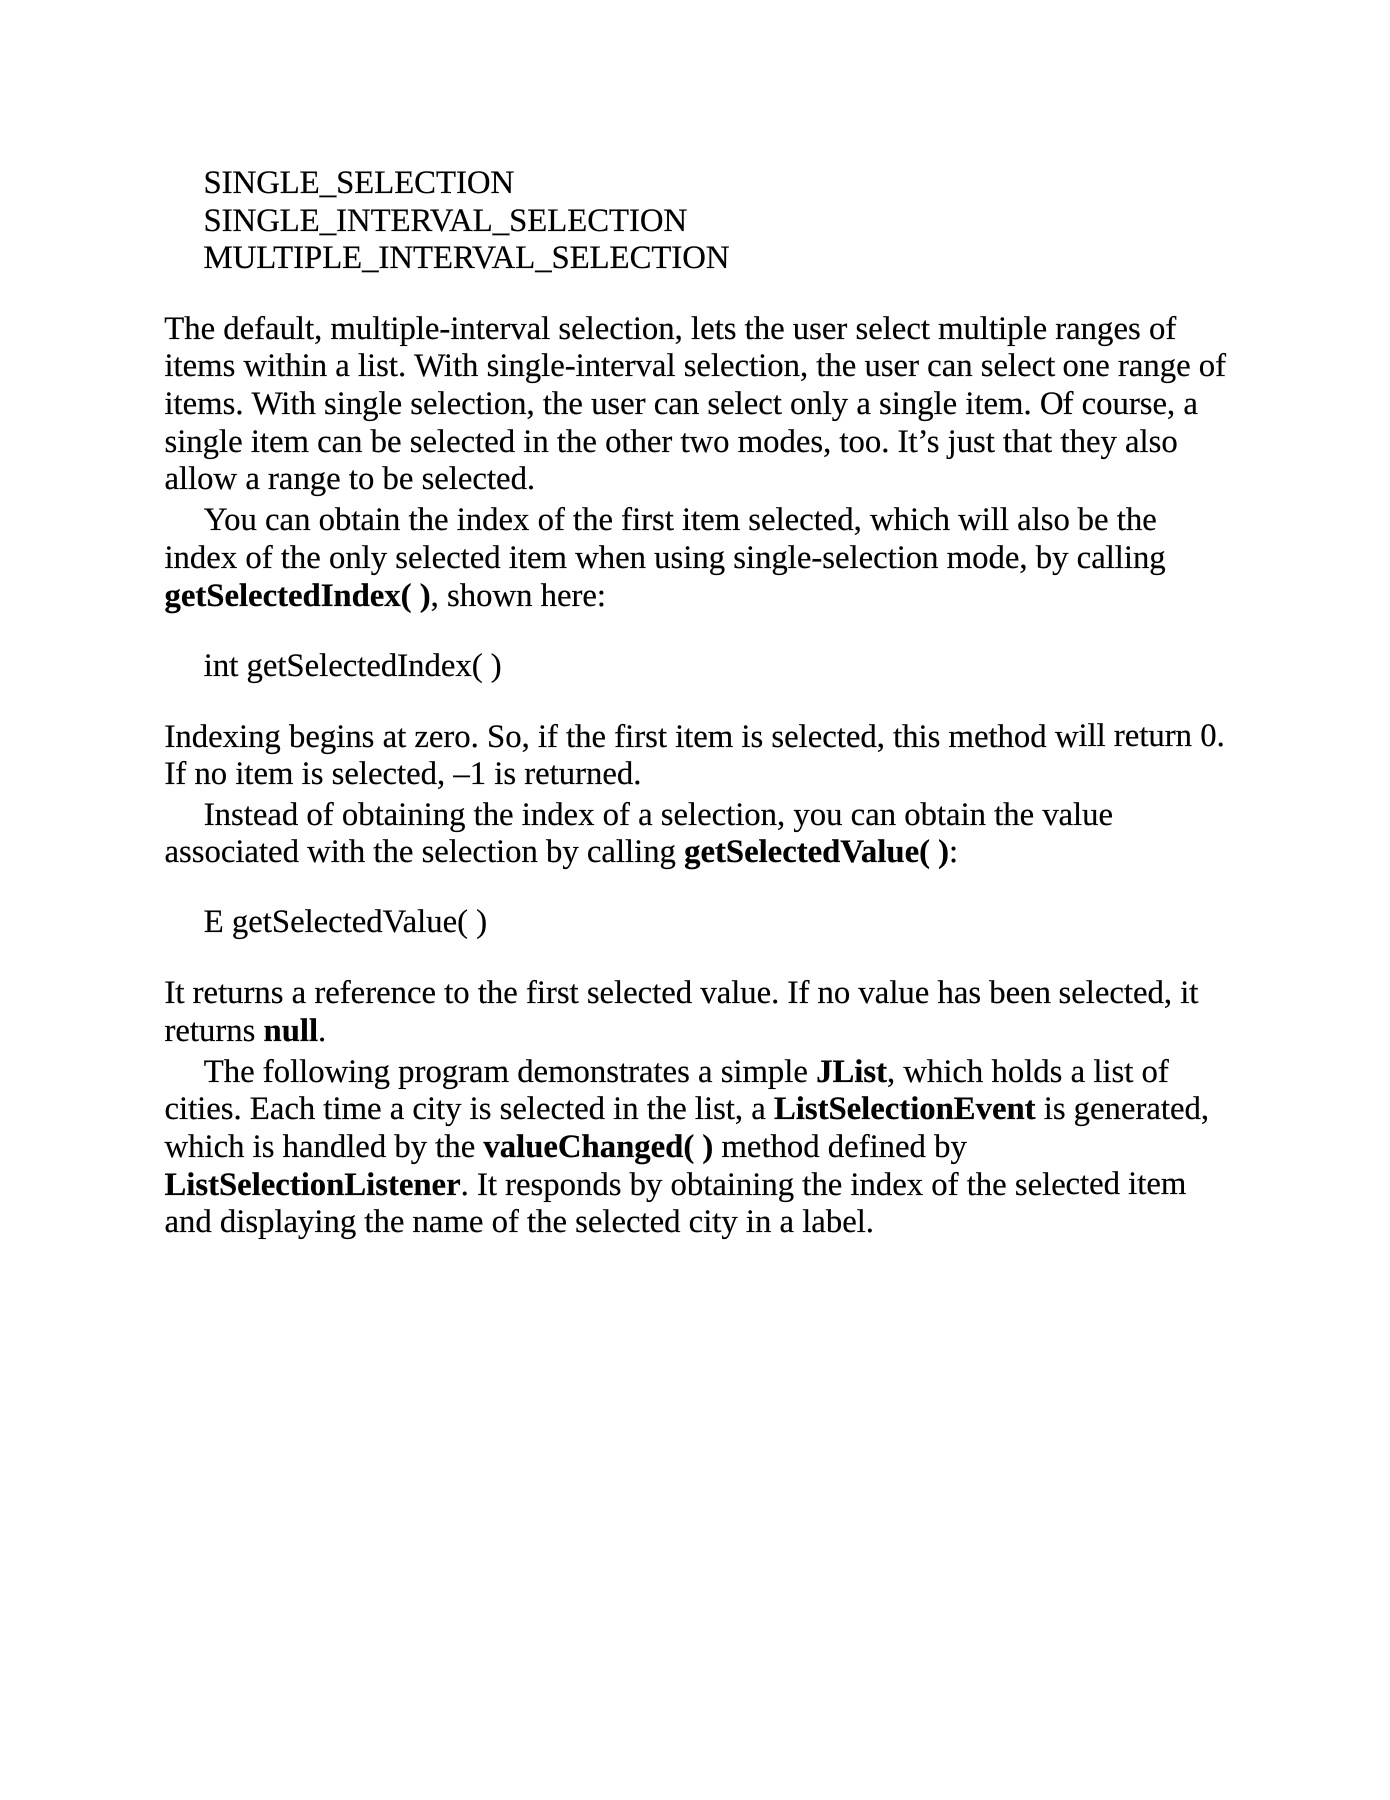 SINGLE_SELECTION
SINGLE_INTERVAL_SELECTION
MULTIPLE_INTERVAL_SELECTION
The default, multiple-interval selection, lets the user select multiple ranges of
items within a list. With single-interval selection, the user can select one range of
items. With single selection, the user can select only a single item. Of course, a
single item can be selected in the other two modes, too. It’s just that they also
allow a range to be selected.
You can obtain the index of the first item selected, which will also be the
index of the only selected item when using single-selection mode, by calling
getSelectedIndex( ), shown here:
int getSelectedIndex( )
Indexing begins at zero. So, if the first item is selected, this method will return 0.
If no item is selected, –1 is returned.
Instead of obtaining the index of a selection, you can obtain the value
associated with the selection by calling getSelectedValue( ):
E getSelectedValue( )
It returns a reference to the first selected value. If no value has been selected, it
returns null.
The following program demonstrates a simple JList, which holds a list of
cities. Each time a city is selected in the list, a ListSelectionEvent is generated,
which is handled by the valueChanged( ) method defined by
ListSelectionListener. It responds by obtaining the index of the selected item
and displaying the name of the selected city in a label.